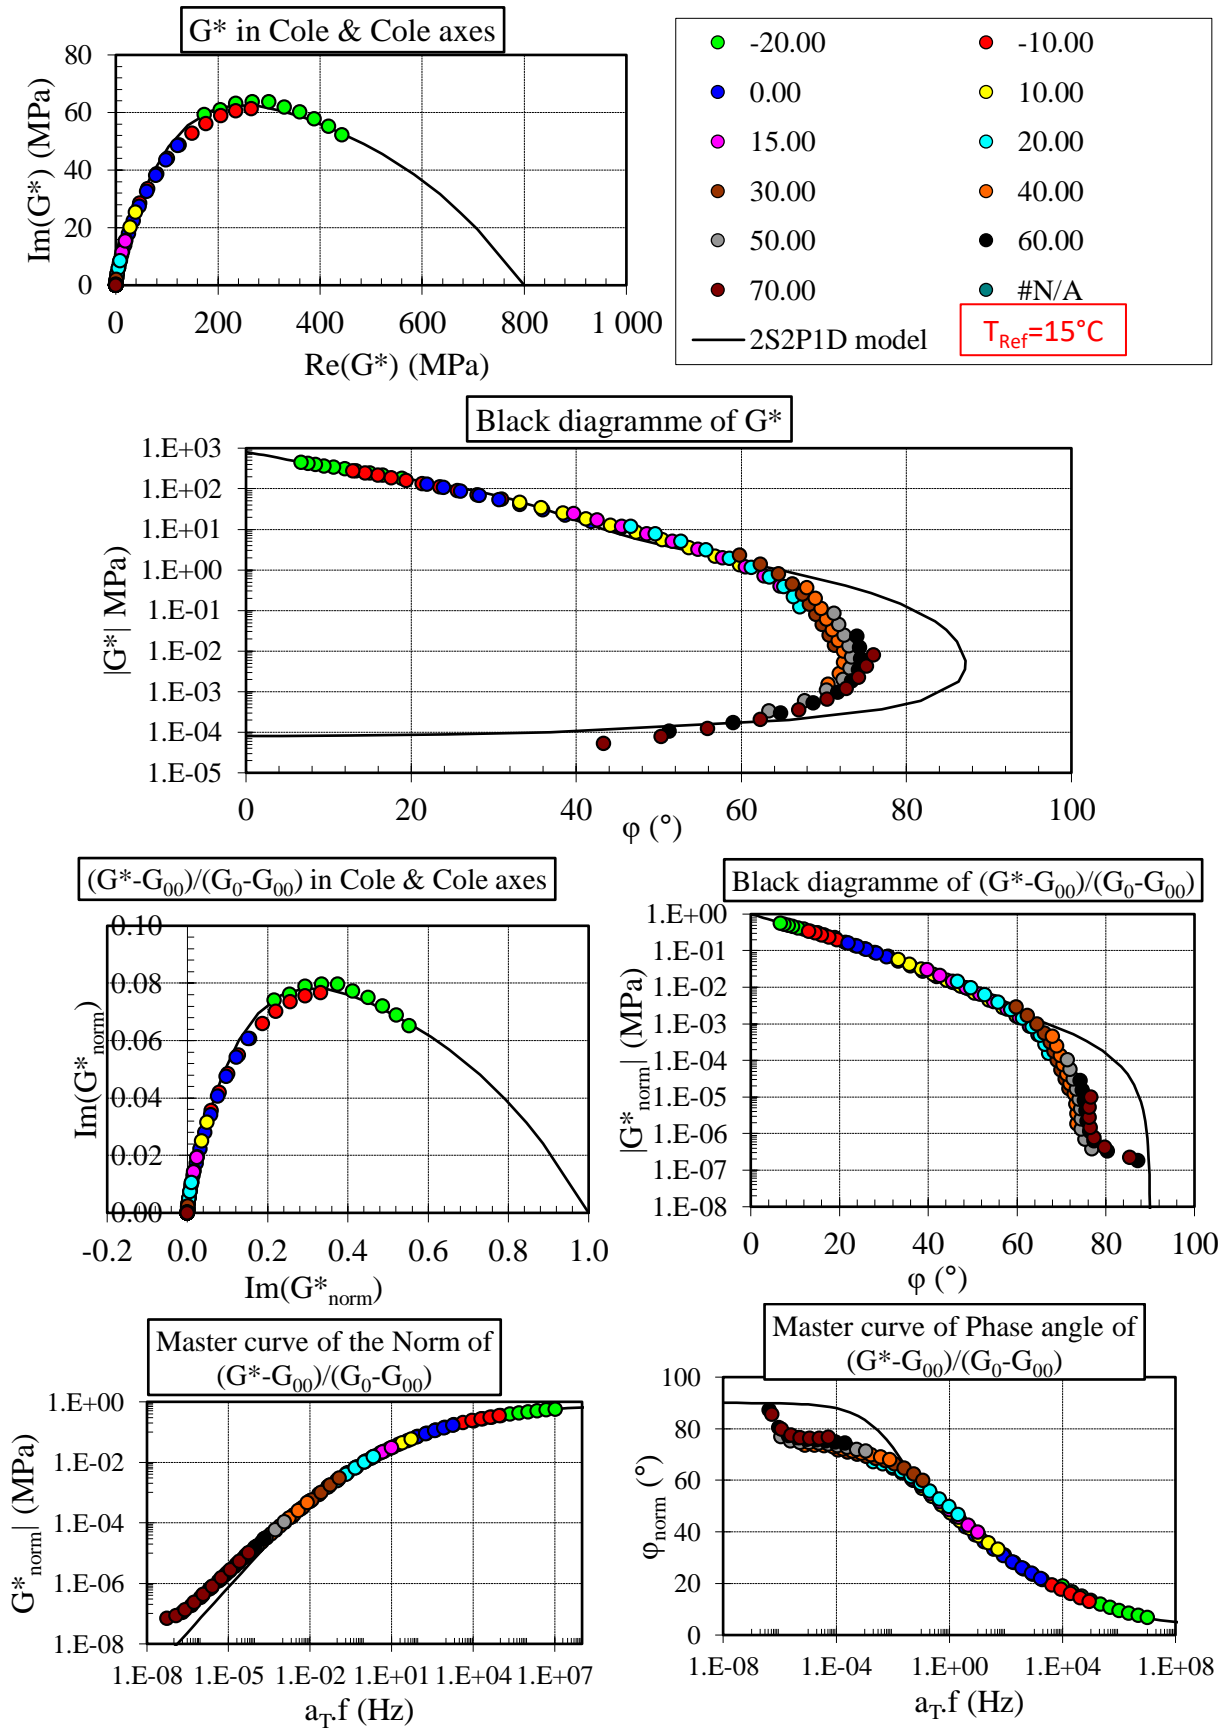 G* in Cole & Cole axes
80
60
40
20
0
Im(G*) (MPa)
0 200 400 600 800 1 000
Re(G*) (MPa)
-20.00 -10.00
0.00 10.00
15.00 20.00
30.00 40.00
50.00 60.00
70.00 #N/A
2S2P1D model
T_Ref=15°C
Black diagramme of G*
1.E+03
1.E+02
1.E+01
1.E+00
1.E-01
1.E-02
1.E-03
1.E-04
1.E-05
|G*| MPa
0 20 40 60 80 100
φ (°)
(G*-G00)/(G0-G00) in Cole & Cole axes
0.10
0.08
0.06
0.04
0.02
0.00
Im(G*norm)
-0.2 0.0 0.2 0.4 0.6 0.8 1.0
Im(G*norm)
Black diagramme of (G*-G00)/(G0-G00)
1.E+00
1.E-01
1.E-02
1.E-03
1.E-04
1.E-05
1.E-06
1.E-07
1.E-08
|G*norm| (MPa)
0 20 40 60 80 100
φ (°)
Master curve of the Norm of
(G*-G00)/(G0-G00)
1.E+00
1.E-02
1.E-04
1.E-06
1.E-08
G*norm| (MPa)
1.E-08 1.E-05 1.E-02 1.E+01 1.E+04 1.E+07
aT.f (Hz)
Master curve of Phase angle of
(G*-G00)/(G0-G00)
100
80
60
40
20
0
φnorm (°)
1.E-08 1.E-04 1.E+00 1.E+04 1.E+08
aT.f (Hz)